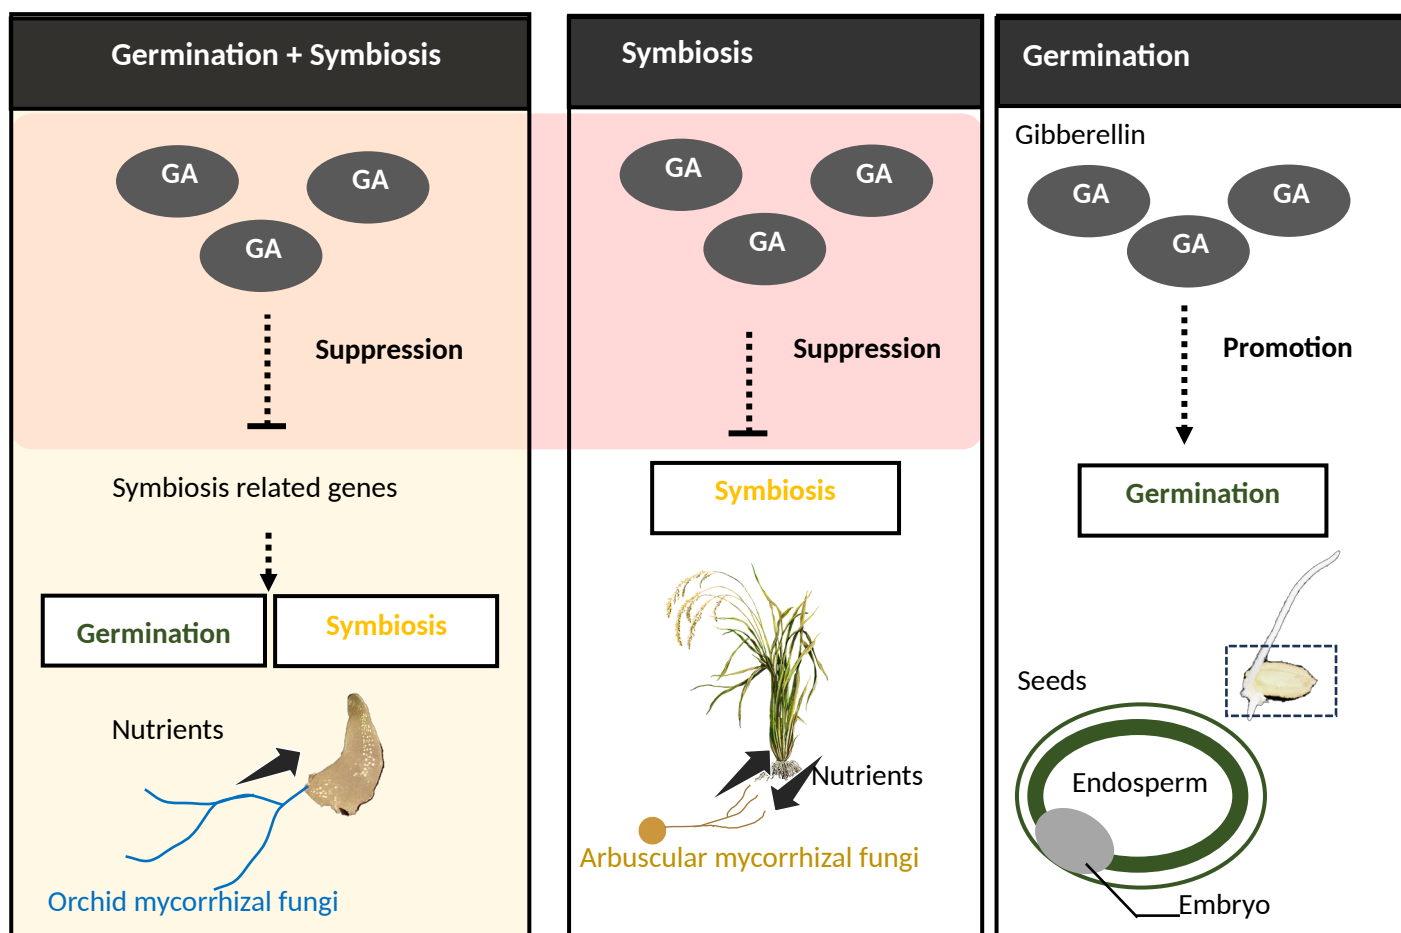 Germination + Symbiosis
GA
GA
GA
Suppression
Symbiosis related genes
Germination
Symbiosis
Nutrients
Orchid mycorrhizal fungi
Symbiosis
GA
GA
GA
Suppression
Symbiosis
Nutrients
Arbuscular mycorrhizal fungi
Germination
Gibberellin
GA
GA
GA
Promotion
Germination
Seeds
Endosperm
Embryo